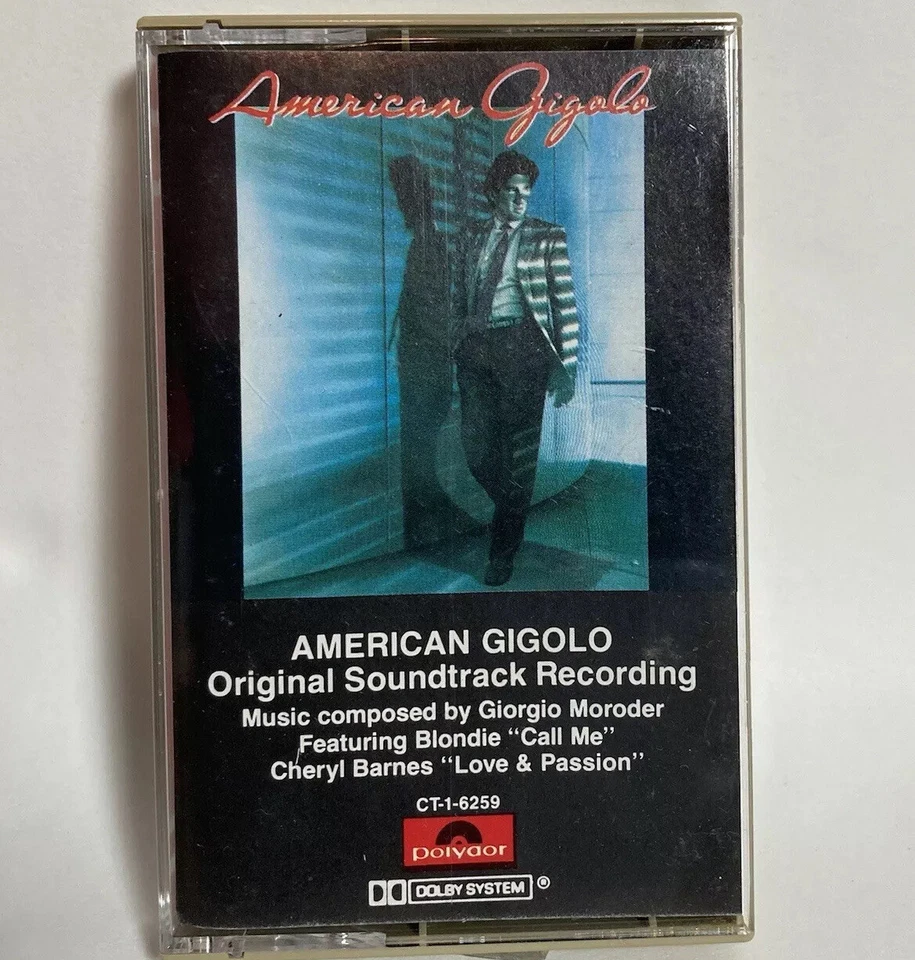 American Gigolo
AMERICAN GIGOLO
Original Soundtrack Recording
Music composed by Giorgio Moroder
Featuring Blondie “Call Me”
Cheryl Barnes “Love & Passion”
CT-1-6259
polydor
DOLBY SYSTEM ®